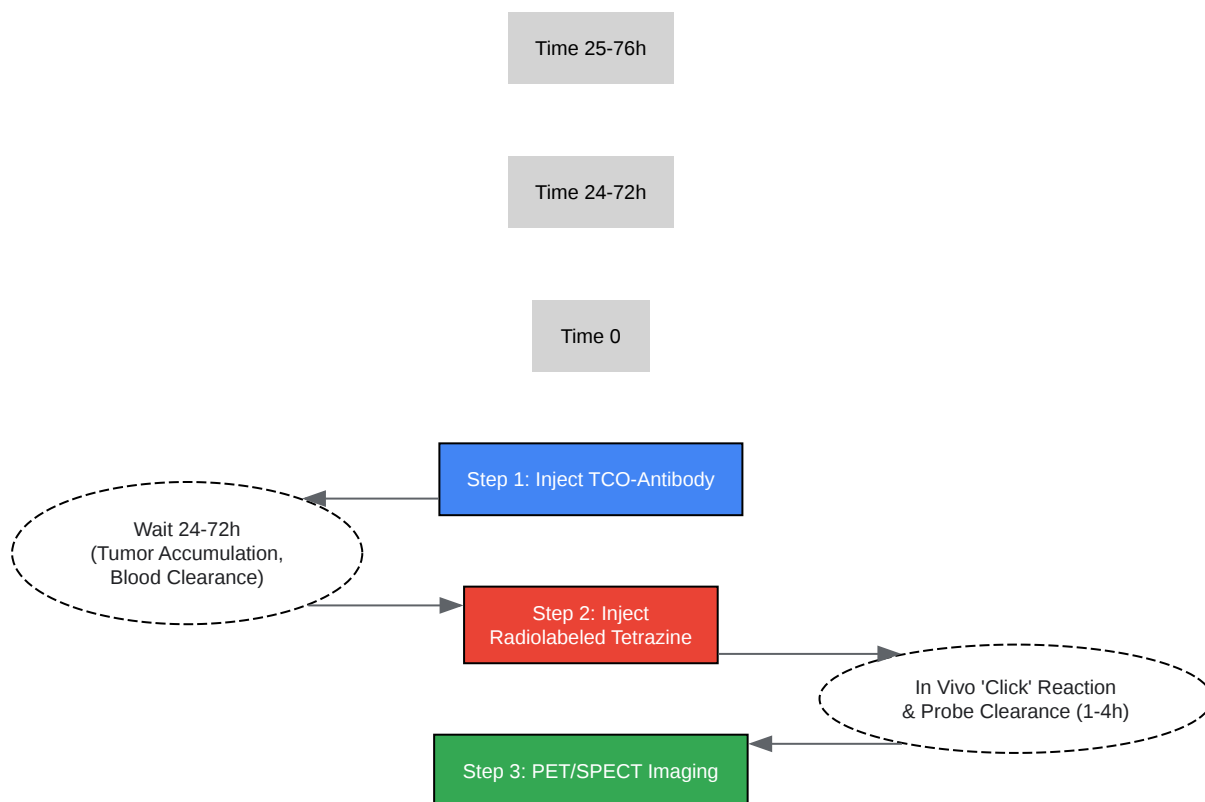 Time 25-76h
Time 24-72h
Time 0
Step 1: Inject TCO-Antibody
Wait 24-72h
(Tumor Accumulation,
Blood Clearance)
Step 2: Inject
Radiolabeled Tetrazine
In Vivo 'Click' Reaction
& Probe Clearance (1-4h)
Step 3: PET/SPECT Imaging